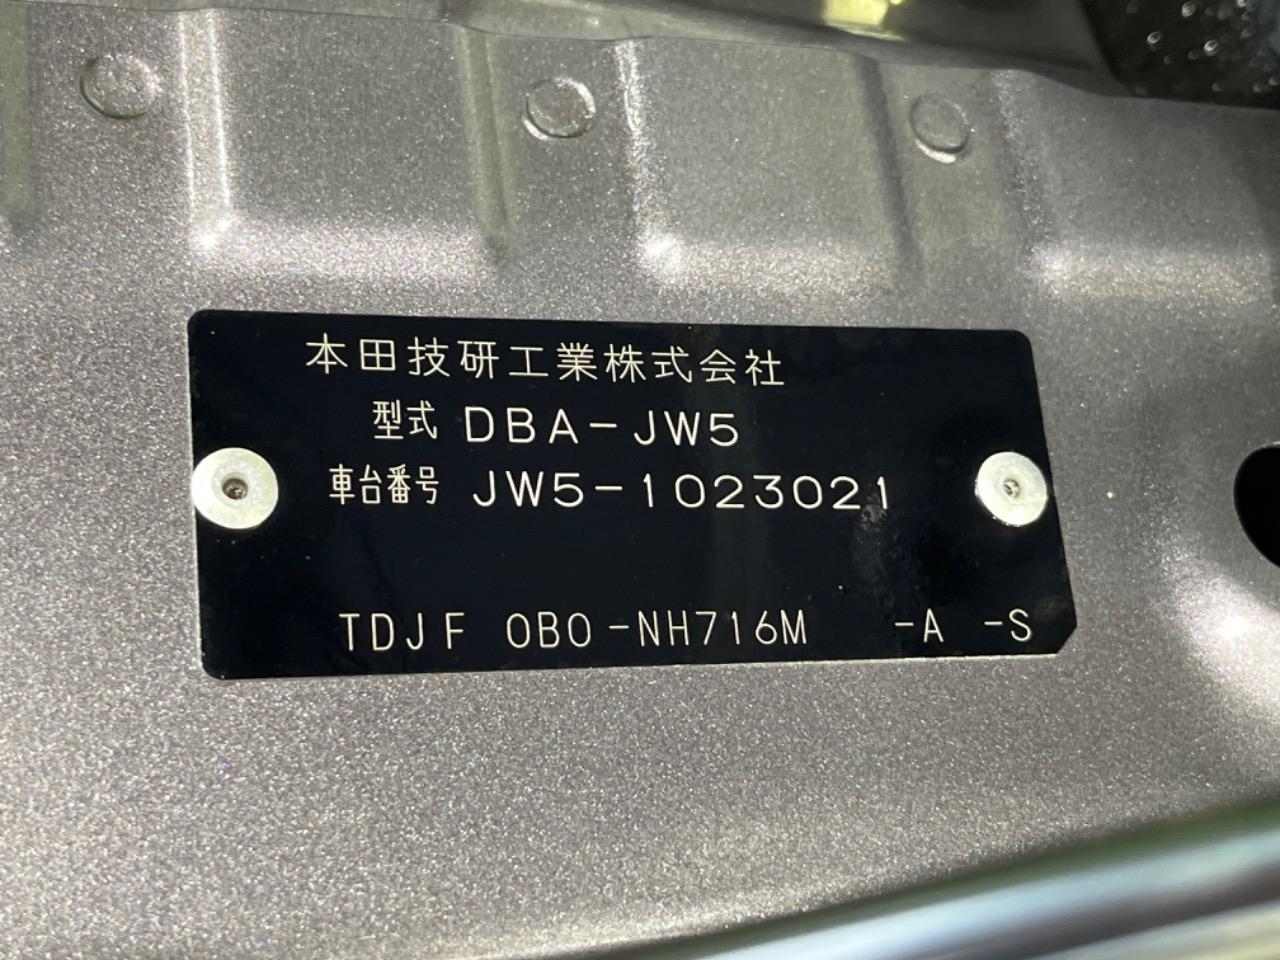 本田技研工業株式会社
型式 DBA-JW5
車台番号 JW5-1023021
TDJF 0B0-NH716M -A -S